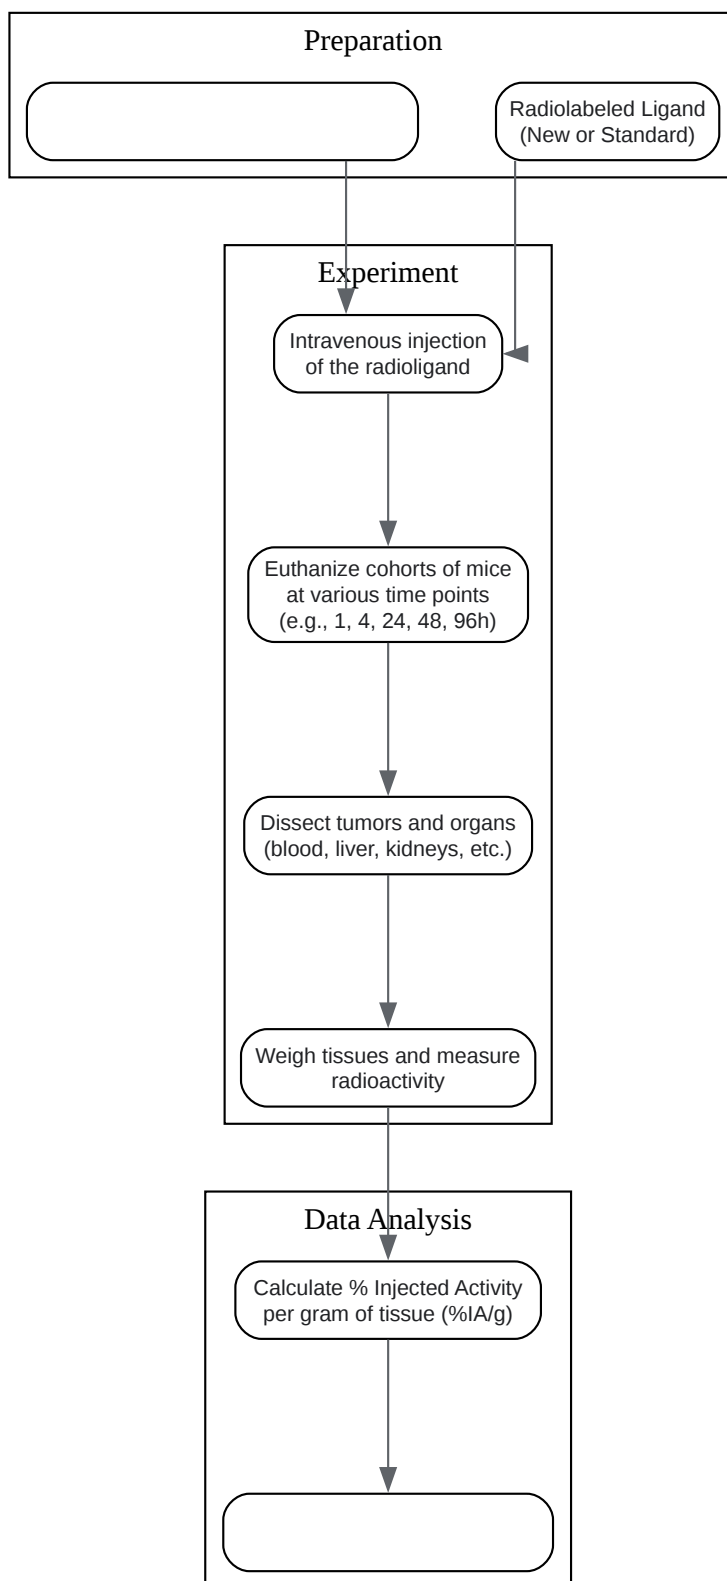 Preparation
Radiolabeled Ligand
(New or Standard)
Experiment
Intravenous injection
of the radioligand
Euthanize cohorts of mice
at various time points
(e.g., 1, 4, 24, 48, 96h)
Dissect tumors and organs
(blood, liver, kidneys, etc.)
Weigh tissues and measure
radioactivity
Data Analysis
Calculate % Injected Activity
per gram of tissue (%IA/g)